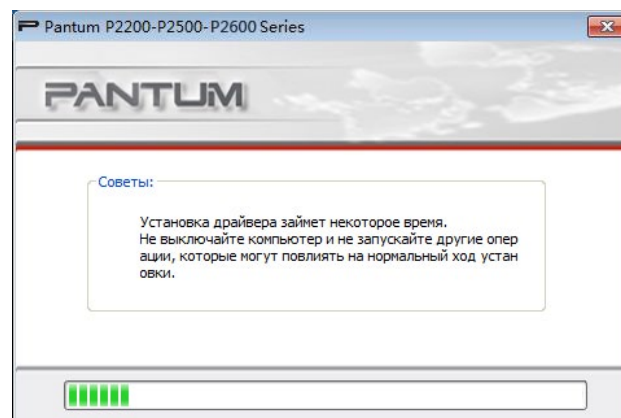 Pantum P2200-P2500-P2600 Series
PANTUM
Советы:
Установка драйвера займет некоторое время.
Не выключайте компьютер и не запускайте другие опер
ации, которые могут повлиять на нормальный ход устан
овки.